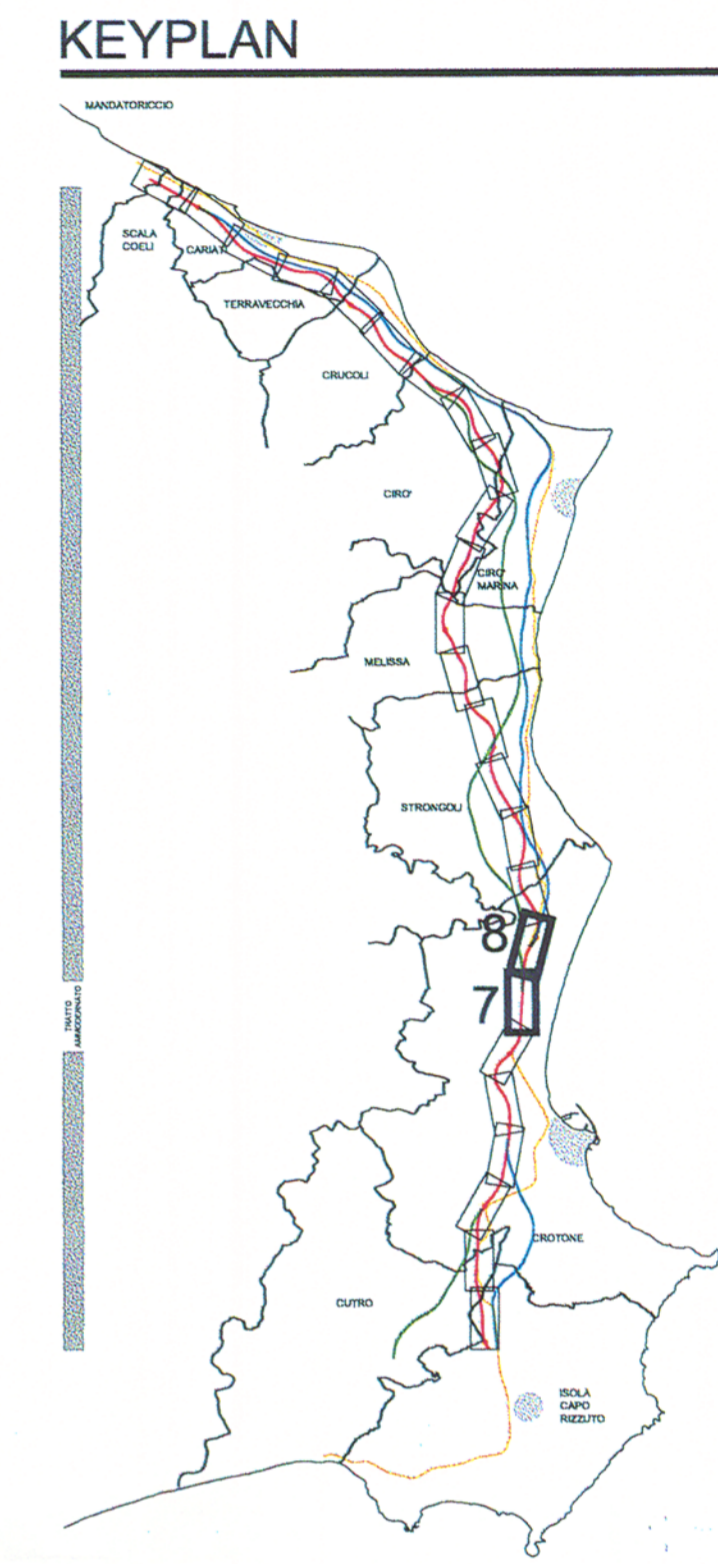 KEYPLAN
MANDATORICCIO
SCALA
COELI
CARIATI
TERRAVECCHIA
CRUCOLI
CIRO'
CIRO'
MARINA
MELISSA
STRONGOLI
8
7
TRATTO
AMMODERNATO
CROTONE
CUTRO
ISOLA
CAPO
RIZZUTO